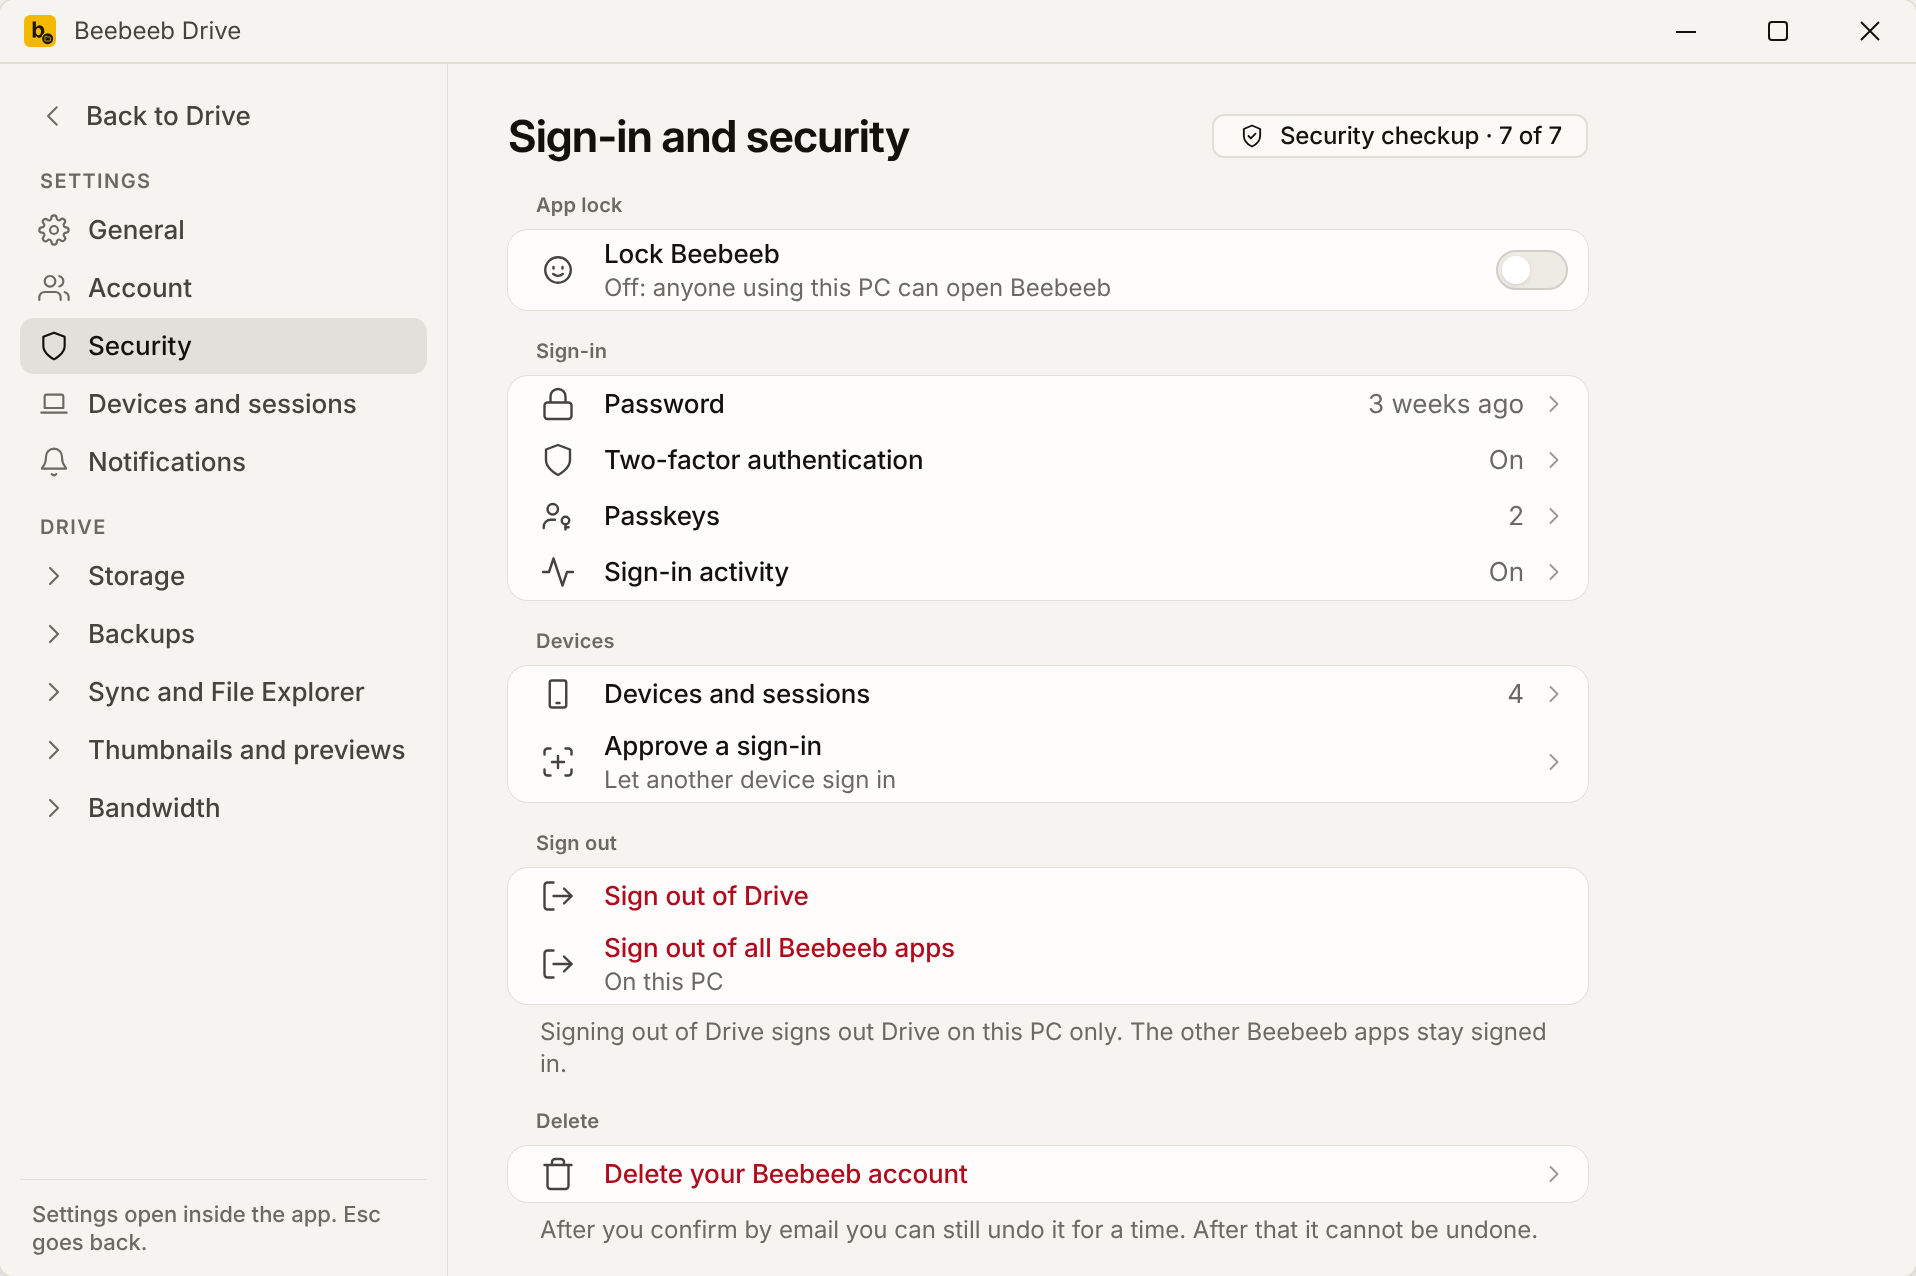 Beebeeb Drive
Back to Drive
SETTINGS
General
Account
Security
Devices and sessions
Notifications
DRIVE
Storage
Backups
Sync and File Explorer
Thumbnails and previews
Bandwidth
Settings open inside the app. Esc
goes back.
Sign-in and security
Security checkup · 7 of 7
App lock
Lock Beebeeb
Off: anyone using this PC can open Beebeeb
Sign-in
Password 3 weeks ago
Two-factor authentication On
Passkeys 2
Sign-in activity On
Devices
Devices and sessions 4
Approve a sign-in
Let another device sign in
Sign out
Sign out of Drive
Sign out of all Beebeeb apps
On this PC
Signing out of Drive signs out Drive on this PC only. The other Beebeeb apps stay signed
in.
Delete
Delete your Beebeeb account
After you confirm by email you can still undo it for a time. After that it cannot be undone.